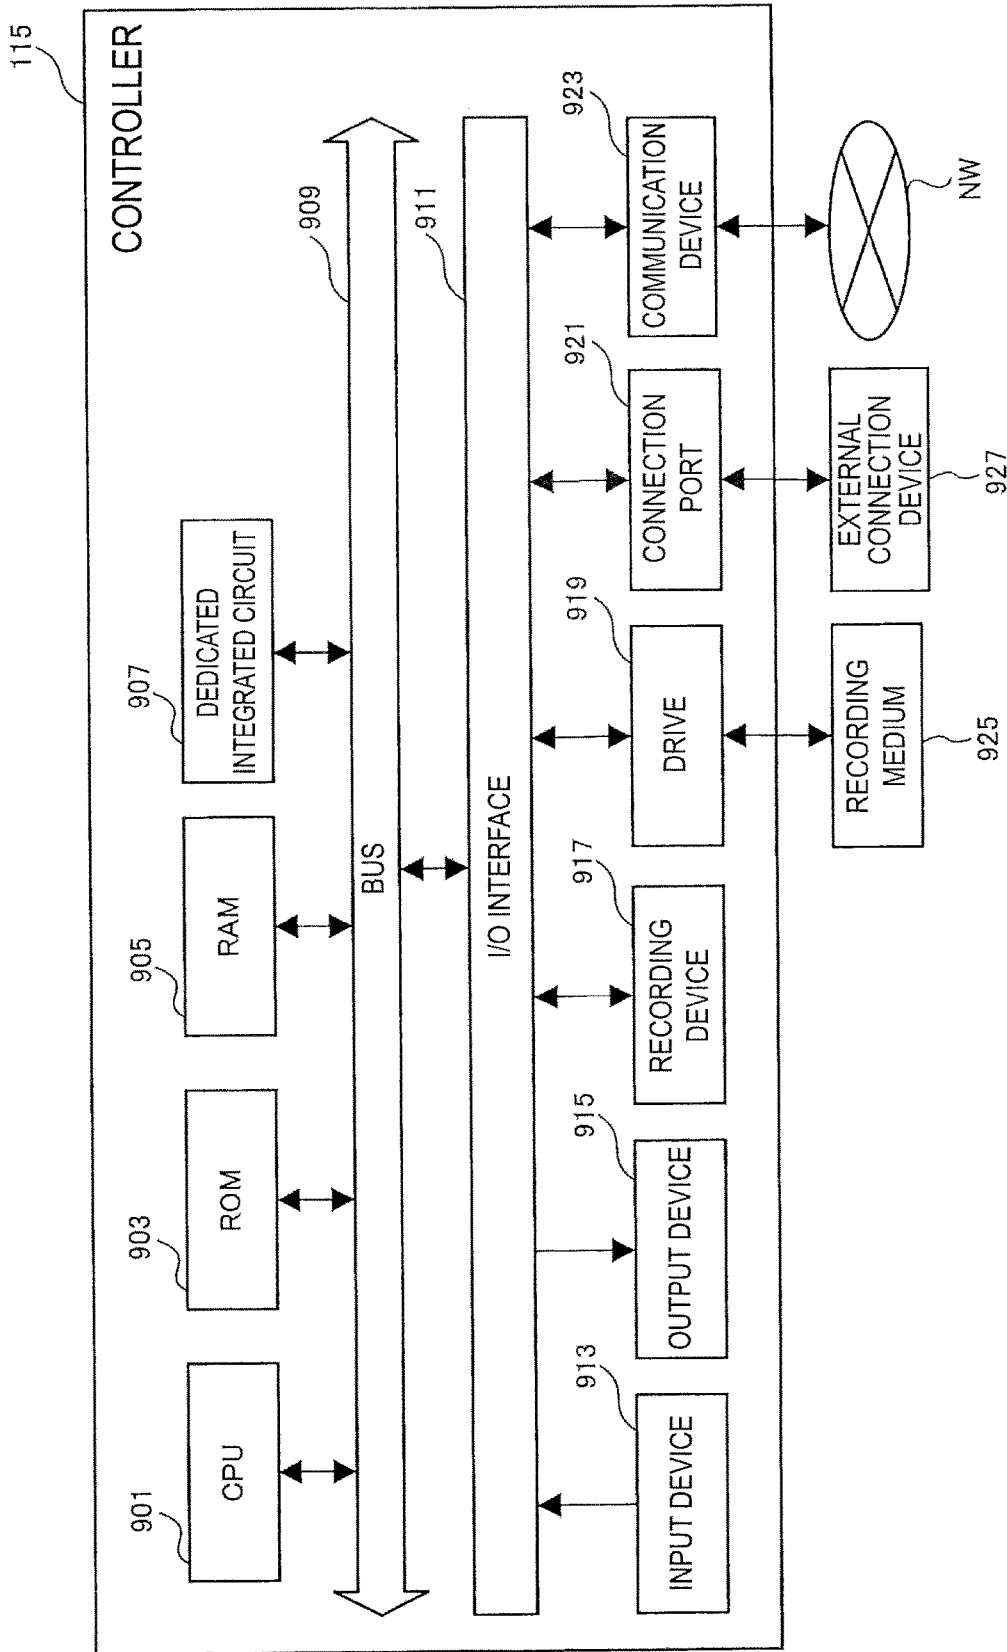 115
CONTROLLER
901
CPU
903
ROM
905
RAM
907
DEDICATED
INTEGRATED CIRCUIT
909
BUS
911
I/O INTERFACE
913
INPUT DEVICE
915
OUTPUT DEVICE
917
RECORDING
DEVICE
919
DRIVE
921
CONNECTION
PORT
923
COMMUNICATION
DEVICE
RECORDING
MEDIUM
925
EXTERNAL
CONNECTION
DEVICE
927
NW